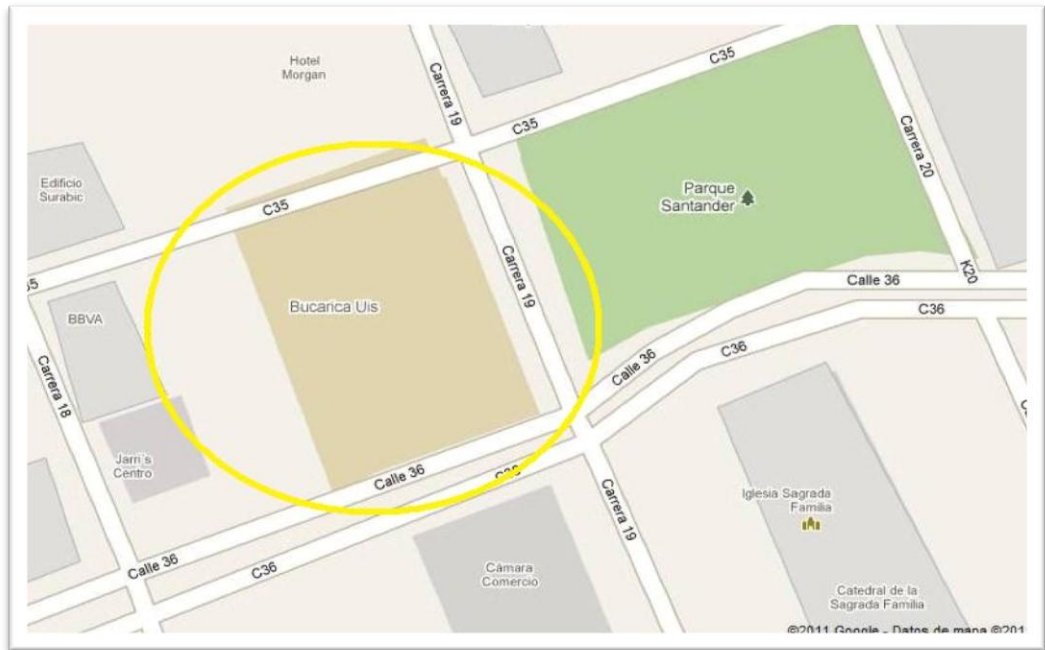 Hotel
Morgan
Carrera 19
C35
C35
Carrera 20
Edificio
Surabic
Parque
Santander
C35
Carrera 19
K20
Calle 36
35
BBVA
Bucarica Uis
C36
Calle 36
C36
Carrera 18
Jarri's
Centro
Calle 36
Carrera 19
Iglesia Sagrada
Familia
Calle 36
C36
Cámara
Comercio
Catedral de la
Sagrada Familia
©2011 Google - Datos de mapa ©201